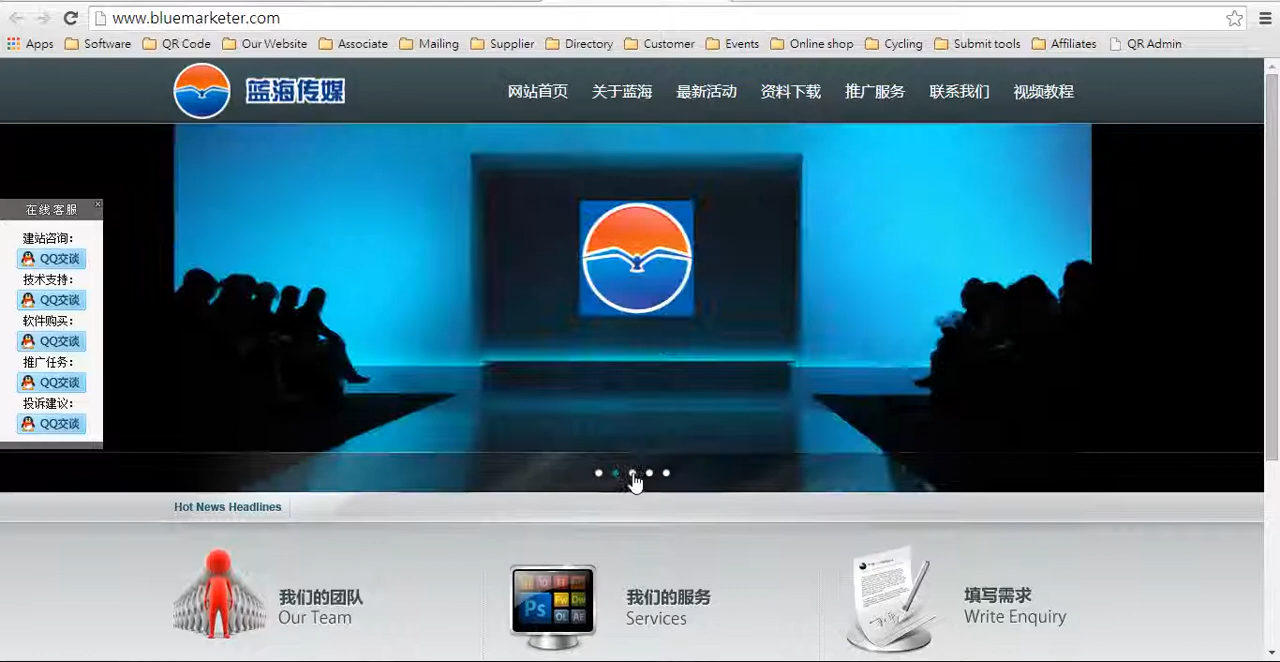 www.bluemarketer.com
Apps Software QR Code Our Website Associate Mailing Supplier Directory Customer Events Online shop Cycling Submit tools Affiliates QR Admin
蓝海传媒 网站首页 关于蓝海 最新活动 资料下载 推广服务 联系我们 视频教程
在线客服
建站咨询:
QQ交谈
技术支持:
QQ交谈
软件购买:
QQ交谈
推广任务:
QQ交谈
投诉建议:
QQ交谈
Hot News Headlines
我们的团队
Our Team
Ps Fw Dw
我们的服务
Services
填写需求
Write Enquiry